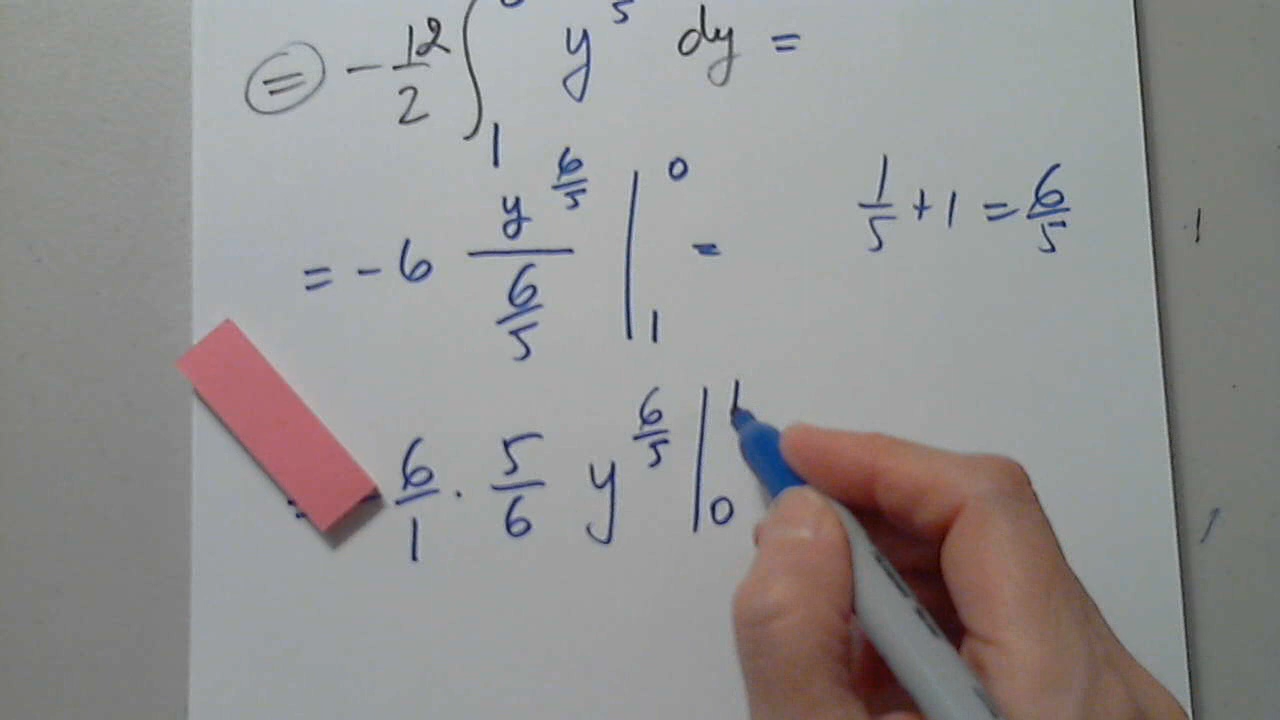 = - 12/2 ∫₁ y⁵ dy =
= - 6 y^(6/5) / (6/5) |₁⁰ = 1/5 + 1 = 6/5
6/1 · 5/6 y^(6/5) |₀¹